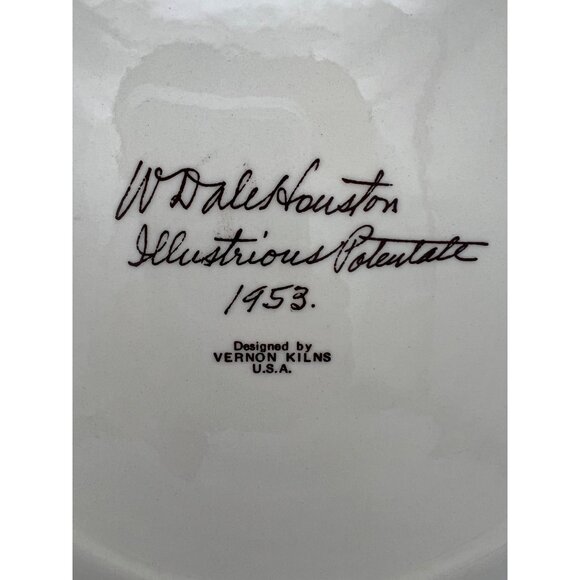 W Dale Houston
Illustrious Potentate
1953.
Designed by
VERNON KILNS
U.S.A.